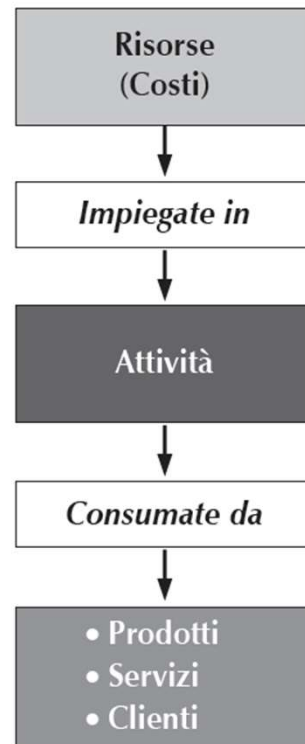 Risorse
(Costi)
Impiegate in
Attività
Consumate da
• Prodotti
• Servizi
• Clienti